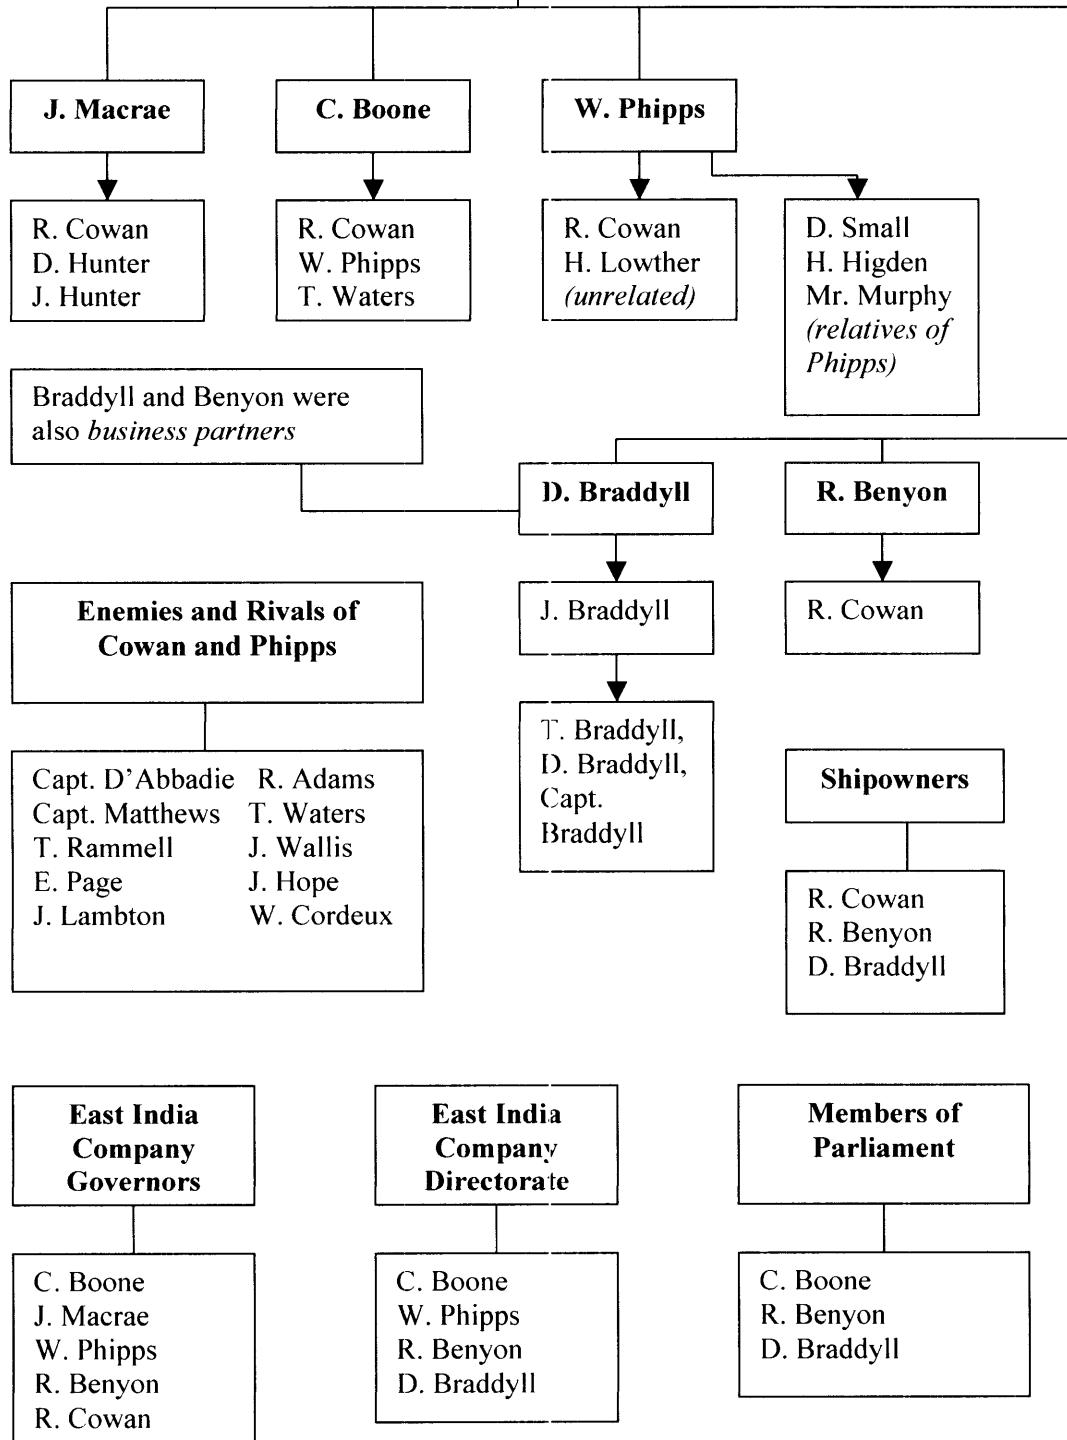 J. Macrae
C. Boone
W. Phipps
R. Cowan
D. Hunter
J. Hunter
R. Cowan
W. Phipps
T. Waters
R. Cowan
H. Lowther
(unrelated)
D. Small
H. Higden
Mr. Murphy
(relatives of
Phipps)
Braddyll and Benyon were
also business partners
D. Braddyll
R. Benyon
J. Braddyll
R. Cowan
T. Braddyll,
D. Braddyll,
Capt.
Braddyll
Enemies and Rivals of
Cowan and Phipps
Capt. D'Abbadie R. Adams
Capt. Matthews T. Waters
T. Rammell J. Wallis
E. Page J. Hope
J. Lambton W. Cordeux
Shipowners
R. Cowan
R. Benyon
D. Braddyll
East India
Company
Governors
C. Boone
J. Macrae
W. Phipps
R. Benyon
R. Cowan
East India
Company
Directorate
C. Boone
W. Phipps
R. Benyon
D. Braddyll
Members of
Parliament
C. Boone
R. Benyon
D. Braddyll